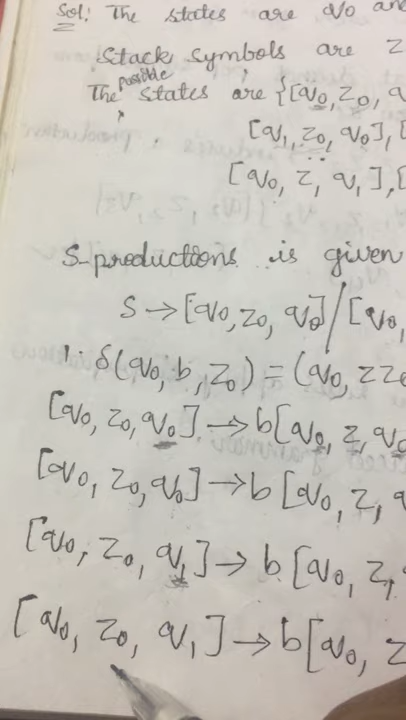 Sol: The states are q0 an
Stack symbols are z
The possible states are {[q0, z0, q
[q1, z0, q0], [
[q0, z, q1], [
S-productions is given
S → [q0, z0, q0] / [q0,
1. δ(q0, b, z0) = (q0, zz0
[q0, z0, q0] → b[q0, z, q0
[q0, z0, q0] → b[q0, z, q
[q0, z0, q1] → b[q0, z,
[q0, z0, q1] → b[q0, z